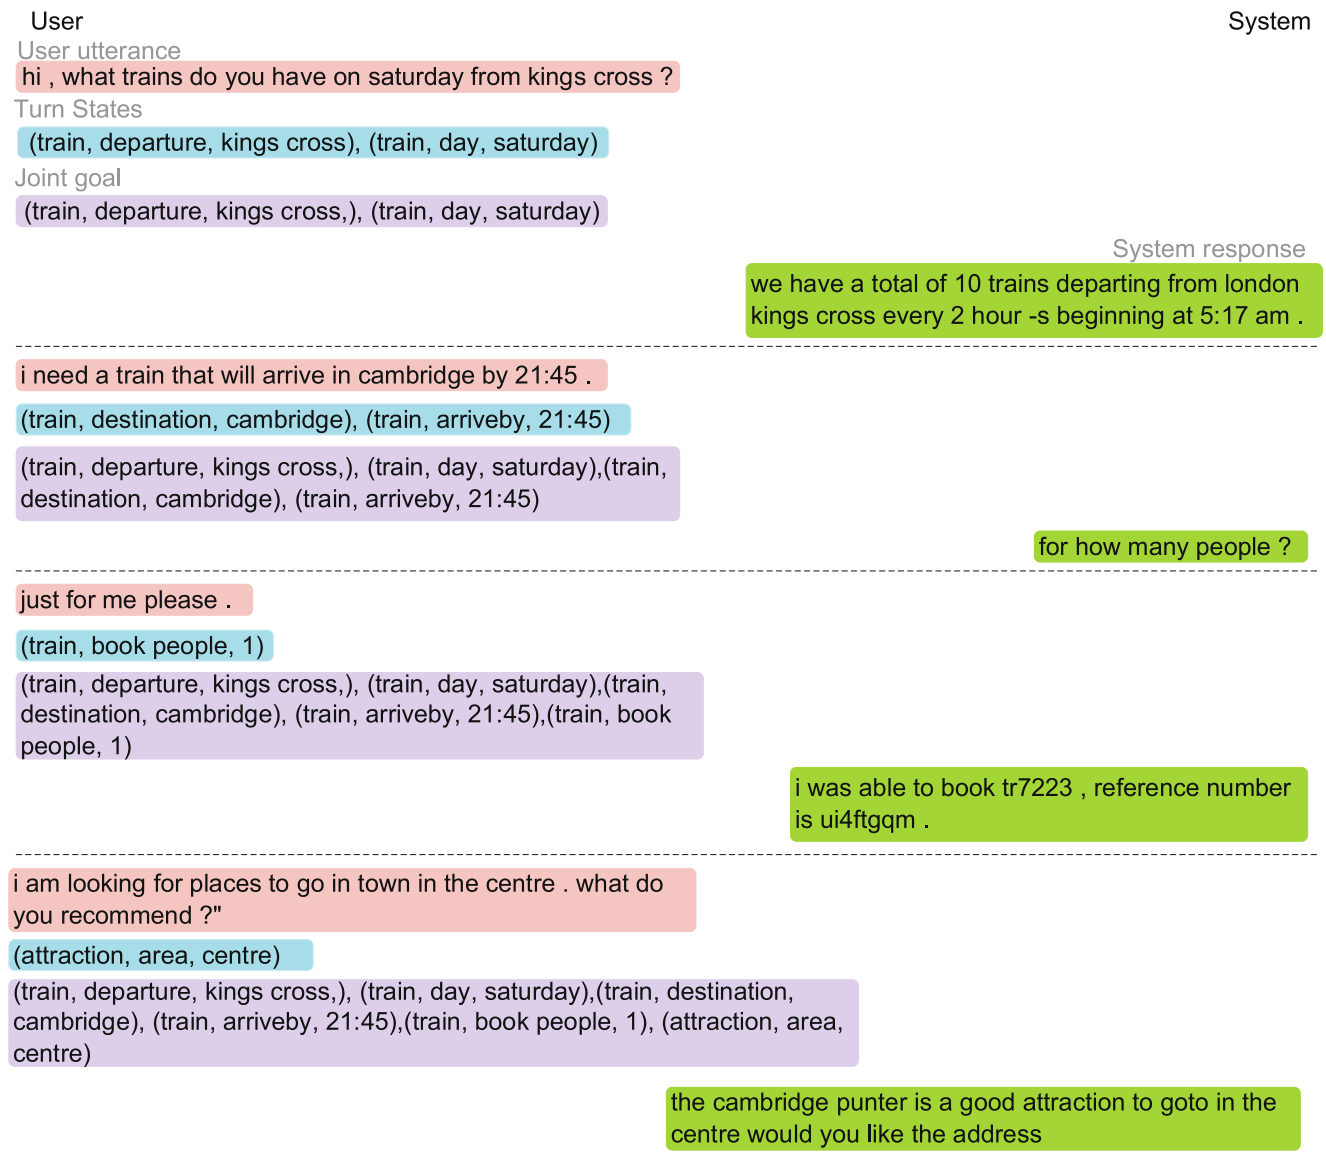 User
System
User utterance
hi , what trains do you have on saturday from kings cross ?
Turn States
(train, departure, kings cross), (train, day, saturday)
Joint goal
(train, departure, kings cross,), (train, day, saturday)
System response
we have a total of 10 trains departing from london
kings cross every 2 hour -s beginning at 5:17 am .
i need a train that will arrive in cambridge by 21:45 .
(train, destination, cambridge), (train, arriveby, 21:45)
(train, departure, kings cross,), (train, day, saturday),(train,
destination, cambridge), (train, arriveby, 21:45)
for how many people ?
just for me please .
(train, book people, 1)
(train, departure, kings cross,), (train, day, saturday),(train,
destination, cambridge), (train, arriveby, 21:45),(train, book
people, 1)
i was able to book tr7223 , reference number
is ui4ftgqm .
i am looking for places to go in town in the centre . what do
you recommend ?"
(attraction, area, centre)
(train, departure, kings cross,), (train, day, saturday),(train, destination,
cambridge), (train, arriveby, 21:45),(train, book people, 1), (attraction, area,
centre)
the cambridge punter is a good attraction to goto in the
centre would you like the address